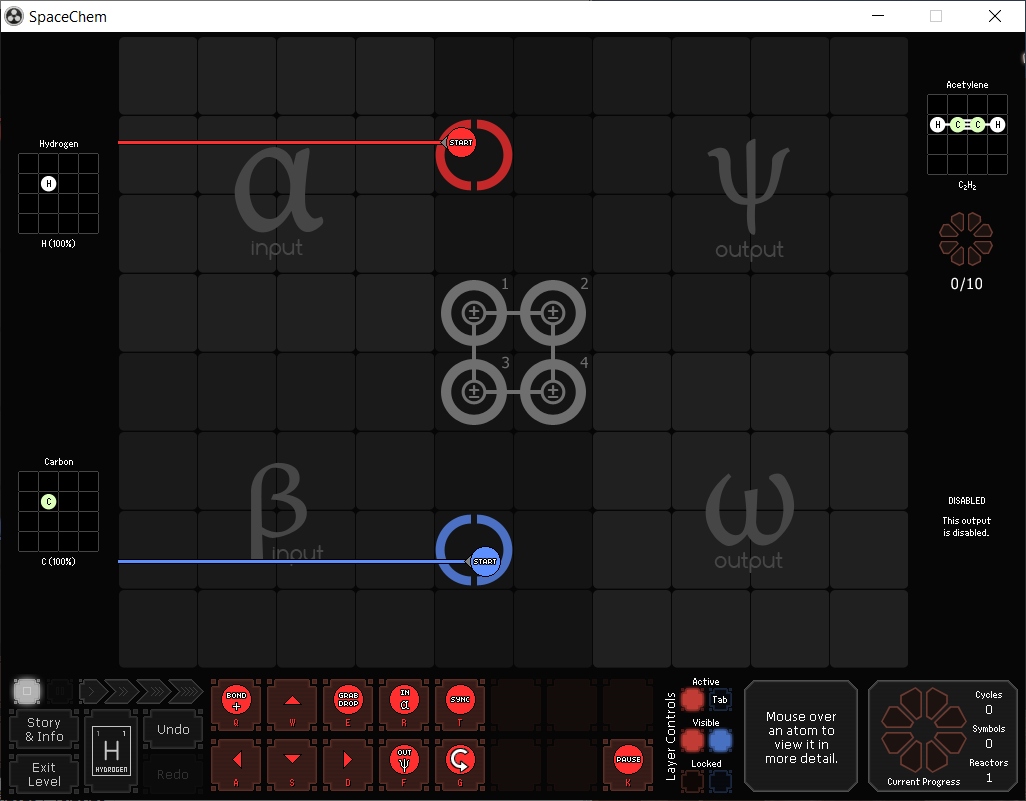 SpaceChem
Hydrogen
H
H (100%)
Carbon
C
C (100%)
START
α
input
ψ
output
1
2
3
4
±
±
±
±
β
input
START
ω
output
Acetylene
H C C H
C₂H₂
0/10
DISABLED
This output
is disabled.
Story
& Info
Exit
Level
1 1
H
HYDROGEN
Undo
Redo
BOND
+
Q
W
GRAB
DROP
E
IN
α
R
SYNC
T
A
S
D
OUT
ψ
F
G
PAUSE
K
Layer Controls
Active
Tab
Visible
Locked
Mouse over
an atom to
view it in
more detail.
Current Progress
Cycles
0
Symbols
0
Reactors
1